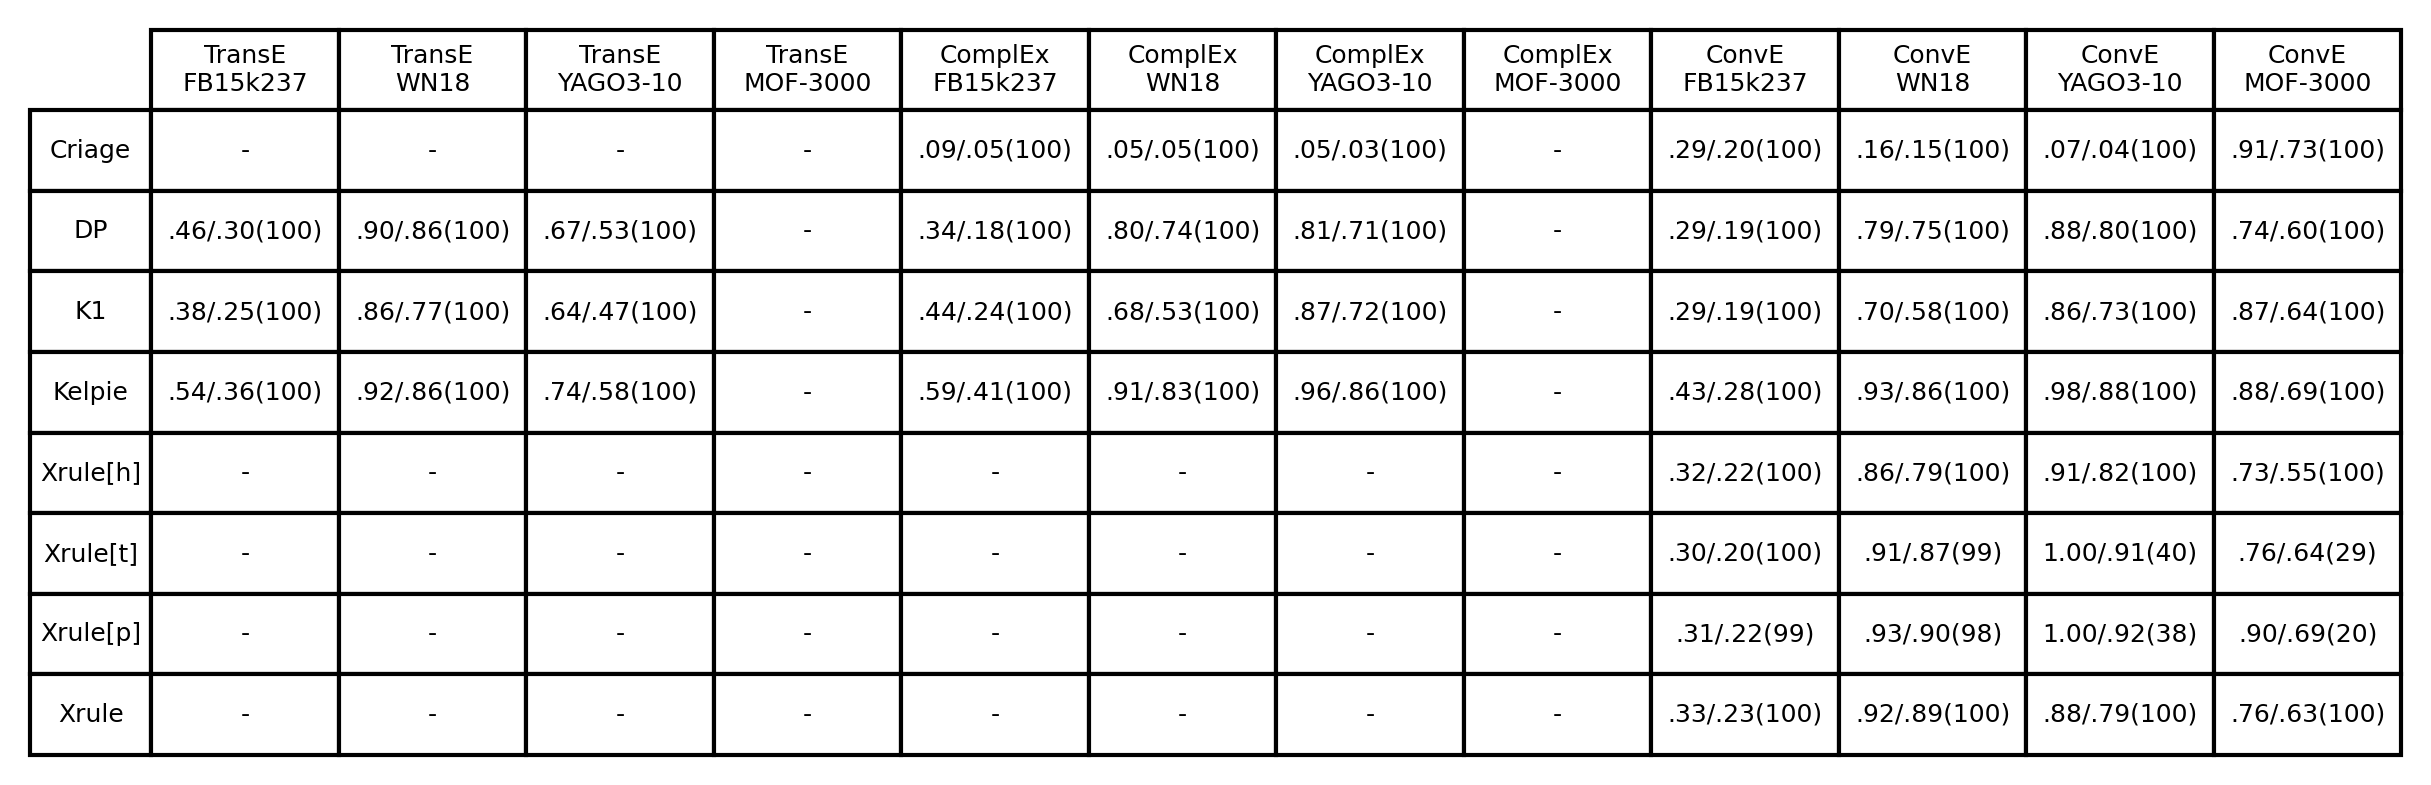 TransE TransE TransE TransE ComplEx ComplEx ComplEx ComplEx ConvE ConvE ConvE ConvE
FB15k237 WN18 YAGO3-10 MOF-3000 FB15k237 WN18 YAGO3-10 MOF-3000 FB15k237 WN18 YAGO3-10 MOF-3000
Criage - - - - .09/.05(100) .05/.05(100) .05/.03(100) - .29/.20(100) .16/.15(100) .07/.04(100) .91/.73(100)
DP .46/.30(100) .90/.86(100) .67/.53(100) - .34/.18(100) .80/.74(100) .81/.71(100) - .29/.19(100) .79/.75(100) .88/.80(100) .74/.60(100)
K1 .38/.25(100) .86/.77(100) .64/.47(100) - .44/.24(100) .68/.53(100) .87/.72(100) - .29/.19(100) .70/.58(100) .86/.73(100) .87/.64(100)
Kelpie .54/.36(100) .92/.86(100) .74/.58(100) - .59/.41(100) .91/.83(100) .96/.86(100) - .43/.28(100) .93/.86(100) .98/.88(100) .88/.69(100)
Xrule[h] - - - - - - - - .32/.22(100) .86/.79(100) .91/.82(100) .73/.55(100)
Xrule[t] - - - - - - - - .30/.20(100) .91/.87(99) 1.00/.91(40) .76/.64(29)
Xrule[p] - - - - - - - - .31/.22(99) .93/.90(98) 1.00/.92(38) .90/.69(20)
Xrule - - - - - - - - .33/.23(100) .92/.89(100) .88/.79(100) .76/.63(100)